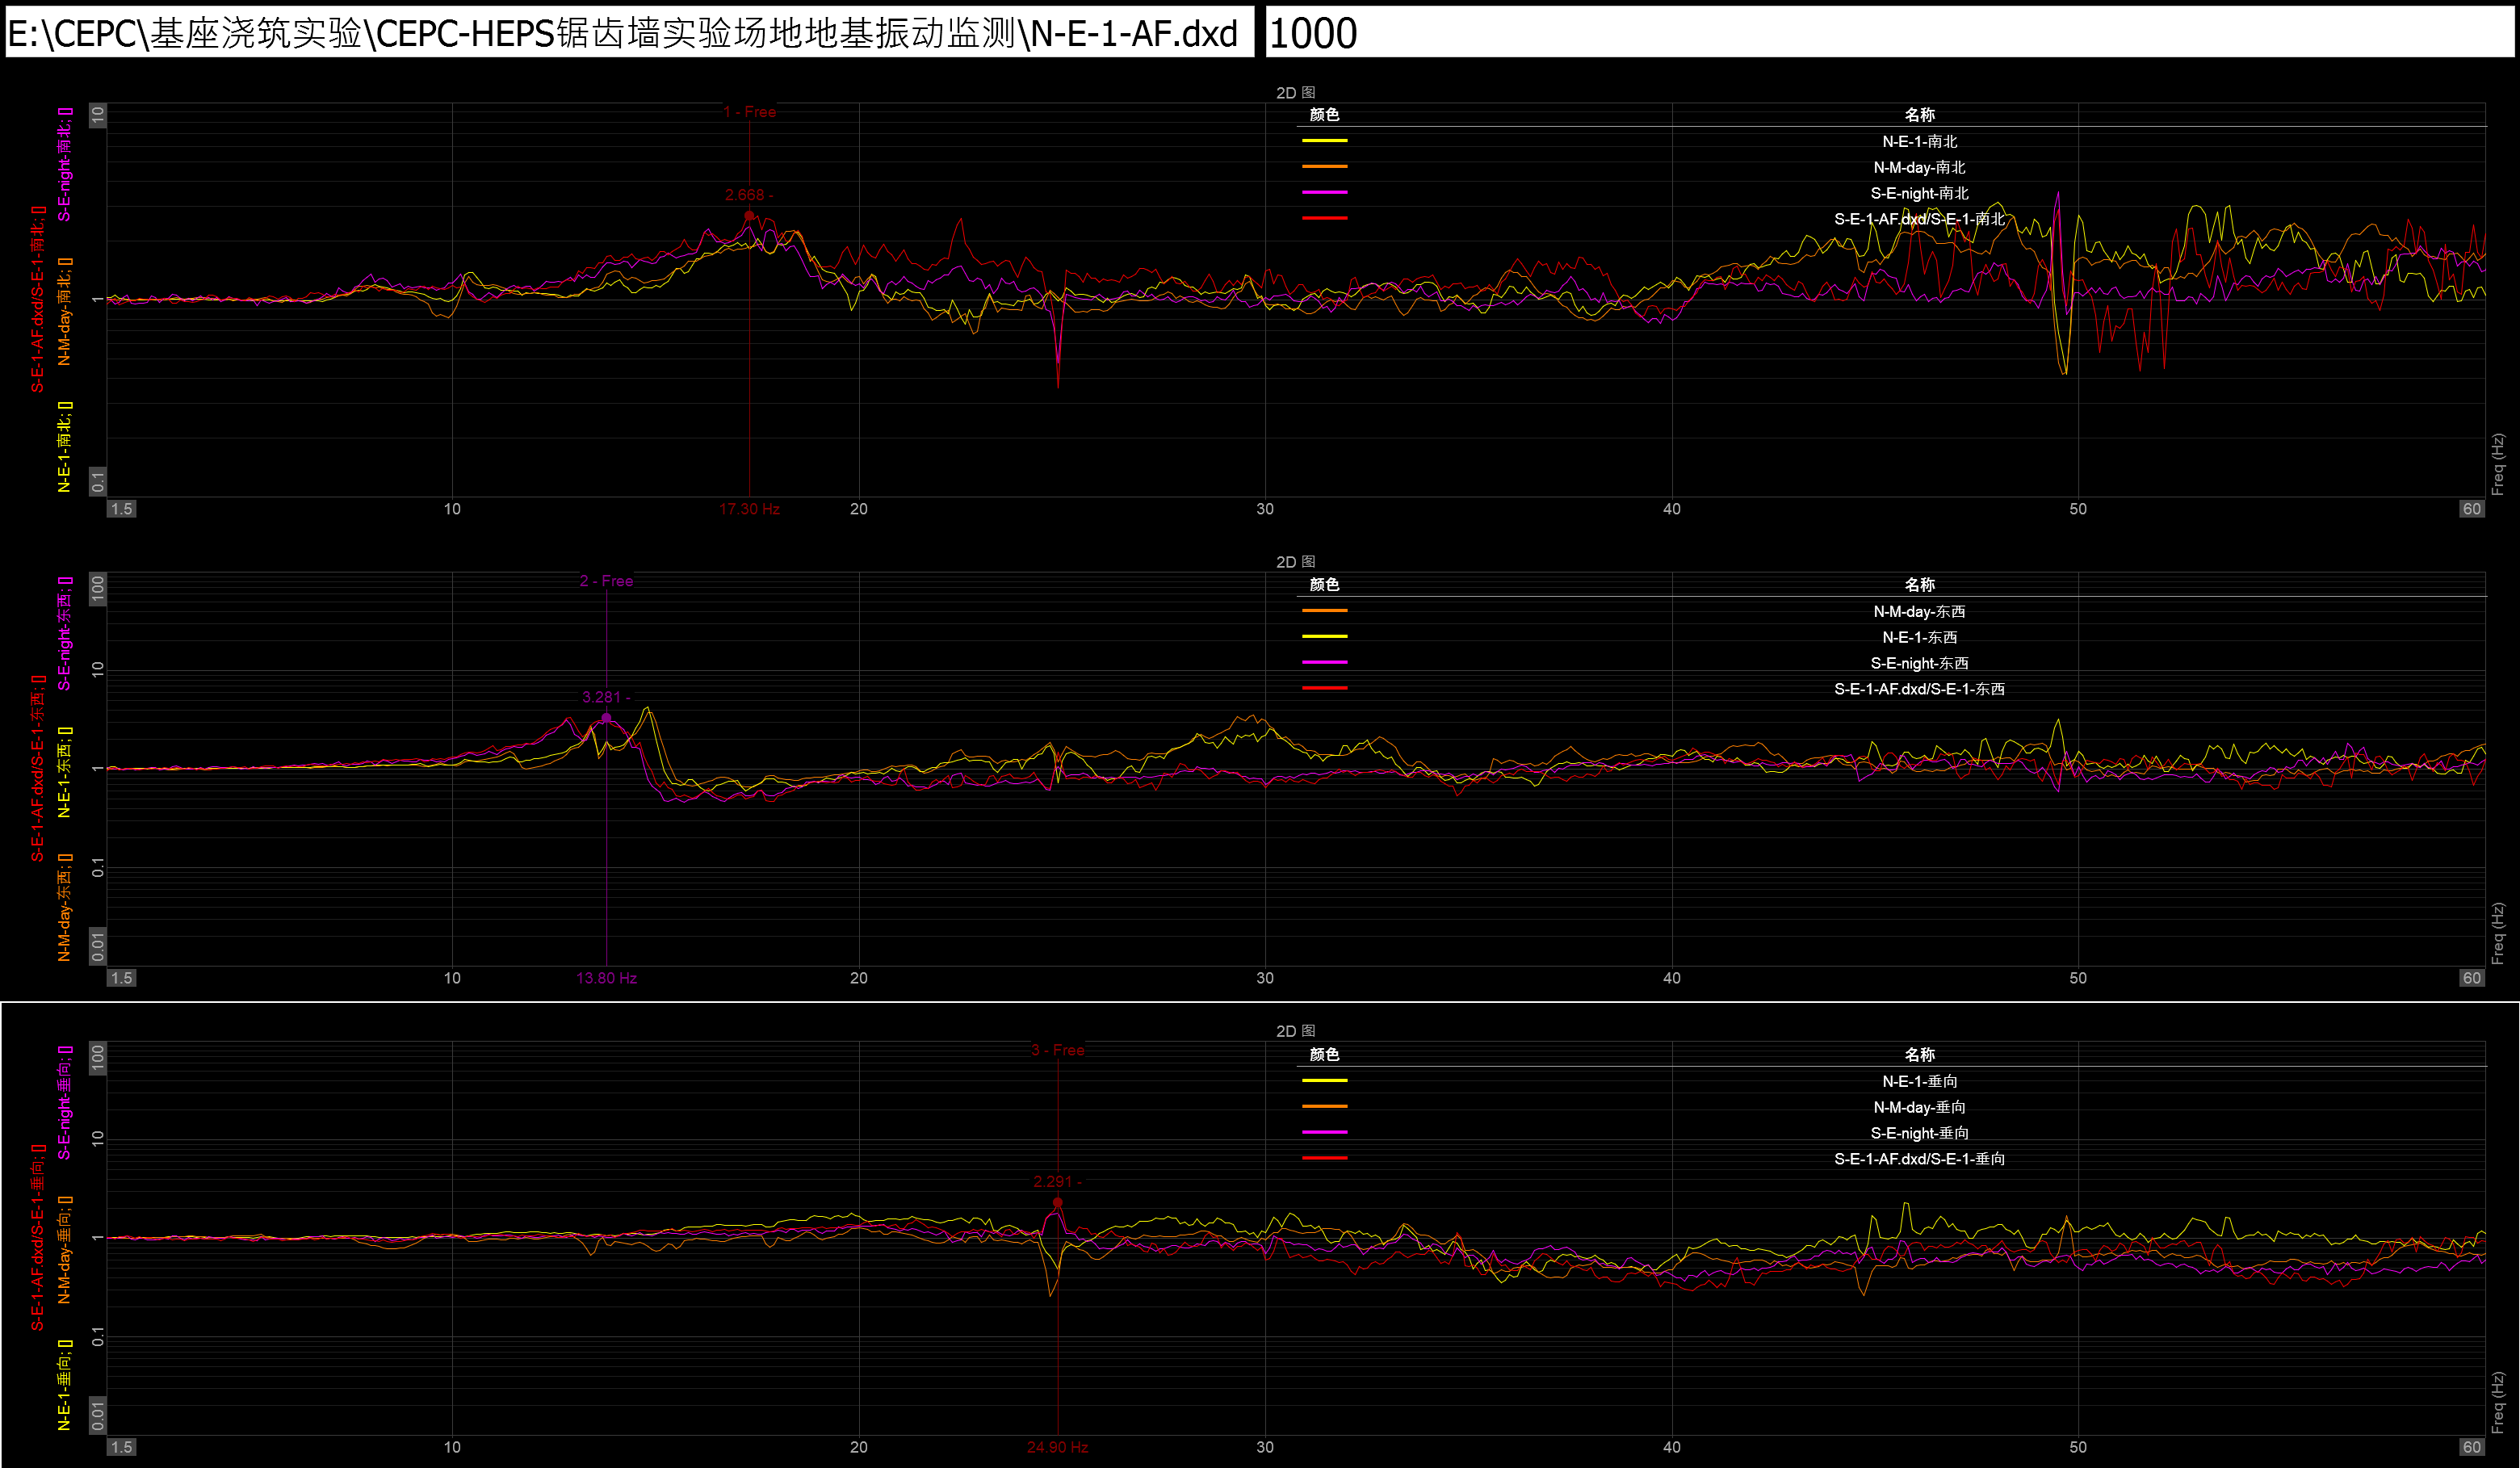 E:\CEPC\基座浇筑实验\CEPC-HEPS锯齿墙实验场地地基振动监测\N-E-1-AF.dxd
1000
2D 图
颜色 名称
N-E-1-南北
N-M-day-南北
S-E-night-南北
S-E-1-AF.dxd/S-E-1-南北
1 - Free
2.668 -
S-E-1-AF.dxd/S-E-1-南北; []
S-E-night-南北; []
N-M-day-南北; []
N-E-1-南北; []
10
1
0.1
1.5 10 17.30 Hz 20 30 40 50 60
Freq (Hz)
2D 图
颜色 名称
N-M-day-东西
N-E-1-东西
S-E-night-东西
S-E-1-AF.dxd/S-E-1-东西
2 - Free
3.281 -
S-E-1-AF.dxd/S-E-1-东西; []
S-E-night-东西; []
N-E-1-东西; []
N-M-day-东西; []
100
10
1
0.1
0.01
1.5 10 13.80 Hz 20 30 40 50 60
Freq (Hz)
2D 图
颜色 名称
N-E-1-垂向
N-M-day-垂向
S-E-night-垂向
S-E-1-AF.dxd/S-E-1-垂向
3 - Free
2.291 -
S-E-1-AF.dxd/S-E-1-垂向; []
S-E-night-垂向; []
N-M-day-垂向; []
N-E-1-垂向; []
100
10
1
0.1
0.01
1.5 10 20 24.90 Hz 30 40 50 60
Freq (Hz)